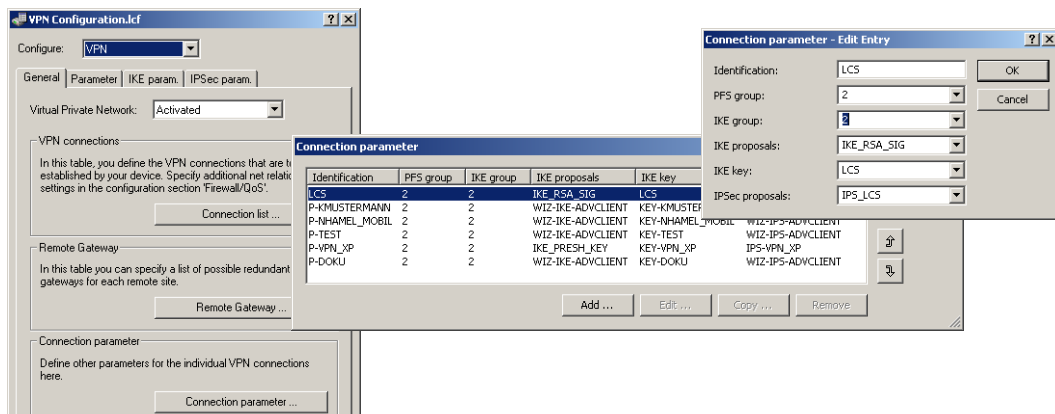 VPN Configuration.lcf
Configure: VPN
General Parameter IKE param. IPSec param.
Virtual Private Network: Activated
VPN connections
In this table, you define the VPN connections that are to
established by your device. Specify additional net relatio
settings in the configuration section 'Firewall/QoS'.
Connection list ...
Remote Gateway
In this table you can specify a list of possible redundant
gateways for each remote site.
Remote Gateway ...
Connection parameter
Define other parameters for the individual VPN connections
here.
Connection parameter ...
Connection parameter
Identification PFS group IKE group IKE proposals IKE key
LCS 2 2 IKE_RSA_SIG LCS
P-KMUSTERMANN 2 2 WIZ-IKE-ADVCLIENT KEY-KMUSTER
P-NHAMEL_MOBIL 2 2 WIZ-IKE-ADVCLIENT KEY-NHAMEL_MOBIL WIZ-IPS-ADVCLIENT
P-TEST 2 2 WIZ-IKE-ADVCLIENT KEY-TEST WIZ-IPS-ADVCLIENT
P-VPN_XP 2 2 IKE_PRESH_KEY KEY-VPN_XP IPS-VPN_XP
P-DOKU 2 2 WIZ-IKE-ADVCLIENT KEY-DOKU WIZ-IPS-ADVCLIENT
Add ... Edit ... Copy ... Remove
Connection parameter - Edit Entry
Identification: LCS OK
PFS group: 2 Cancel
IKE group: 2
IKE proposals: IKE_RSA_SIG
IKE key: LCS
IPSec proposals: IPS_LCS